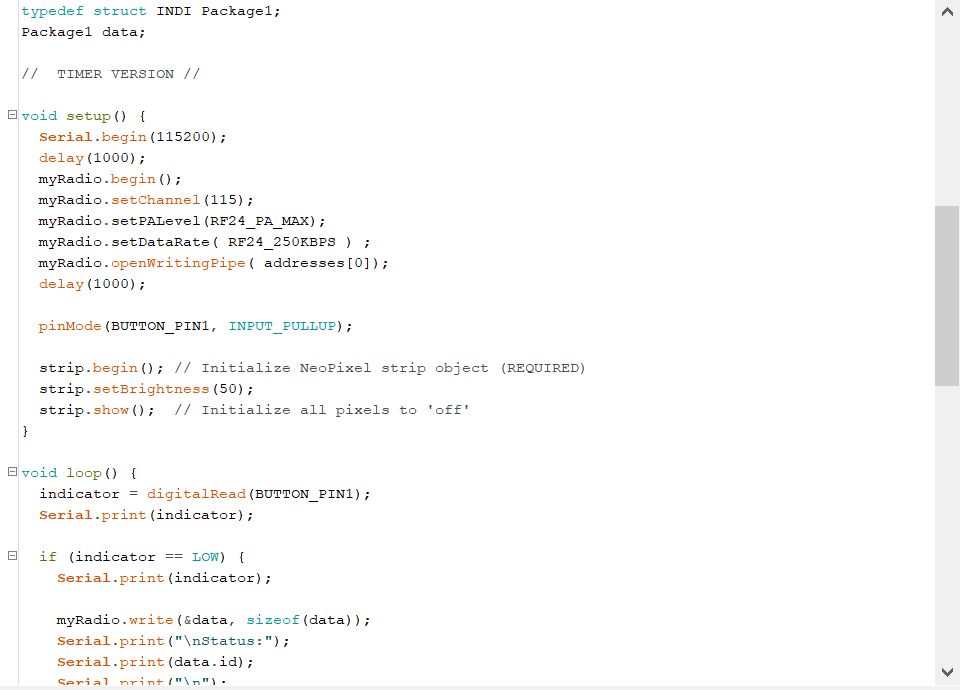 typedef struct INDI Package1;
Package1 data;
//  TIMER VERSION //
void setup() {
  Serial.begin(115200);
  delay(1000);
  myRadio.begin();
  myRadio.setChannel(115);
  myRadio.setPALevel(RF24_PA_MAX);
  myRadio.setDataRate( RF24_250KBPS ) ;
  myRadio.openWritingPipe( addresses[0]);
  delay(1000);
  pinMode(BUTTON_PIN1, INPUT_PULLUP);
  strip.begin(); // Initialize NeoPixel strip object (REQUIRED)
  strip.setBrightness(50);
  strip.show();  // Initialize all pixels to 'off'
}
void loop() {
  indicator = digitalRead(BUTTON_PIN1);
  Serial.print(indicator);
  if (indicator == LOW) {
    Serial.print(indicator);
    myRadio.write(&data, sizeof(data));
    Serial.print("\nStatus:");
    Serial.print(data.id);
    Serial.print("\n");